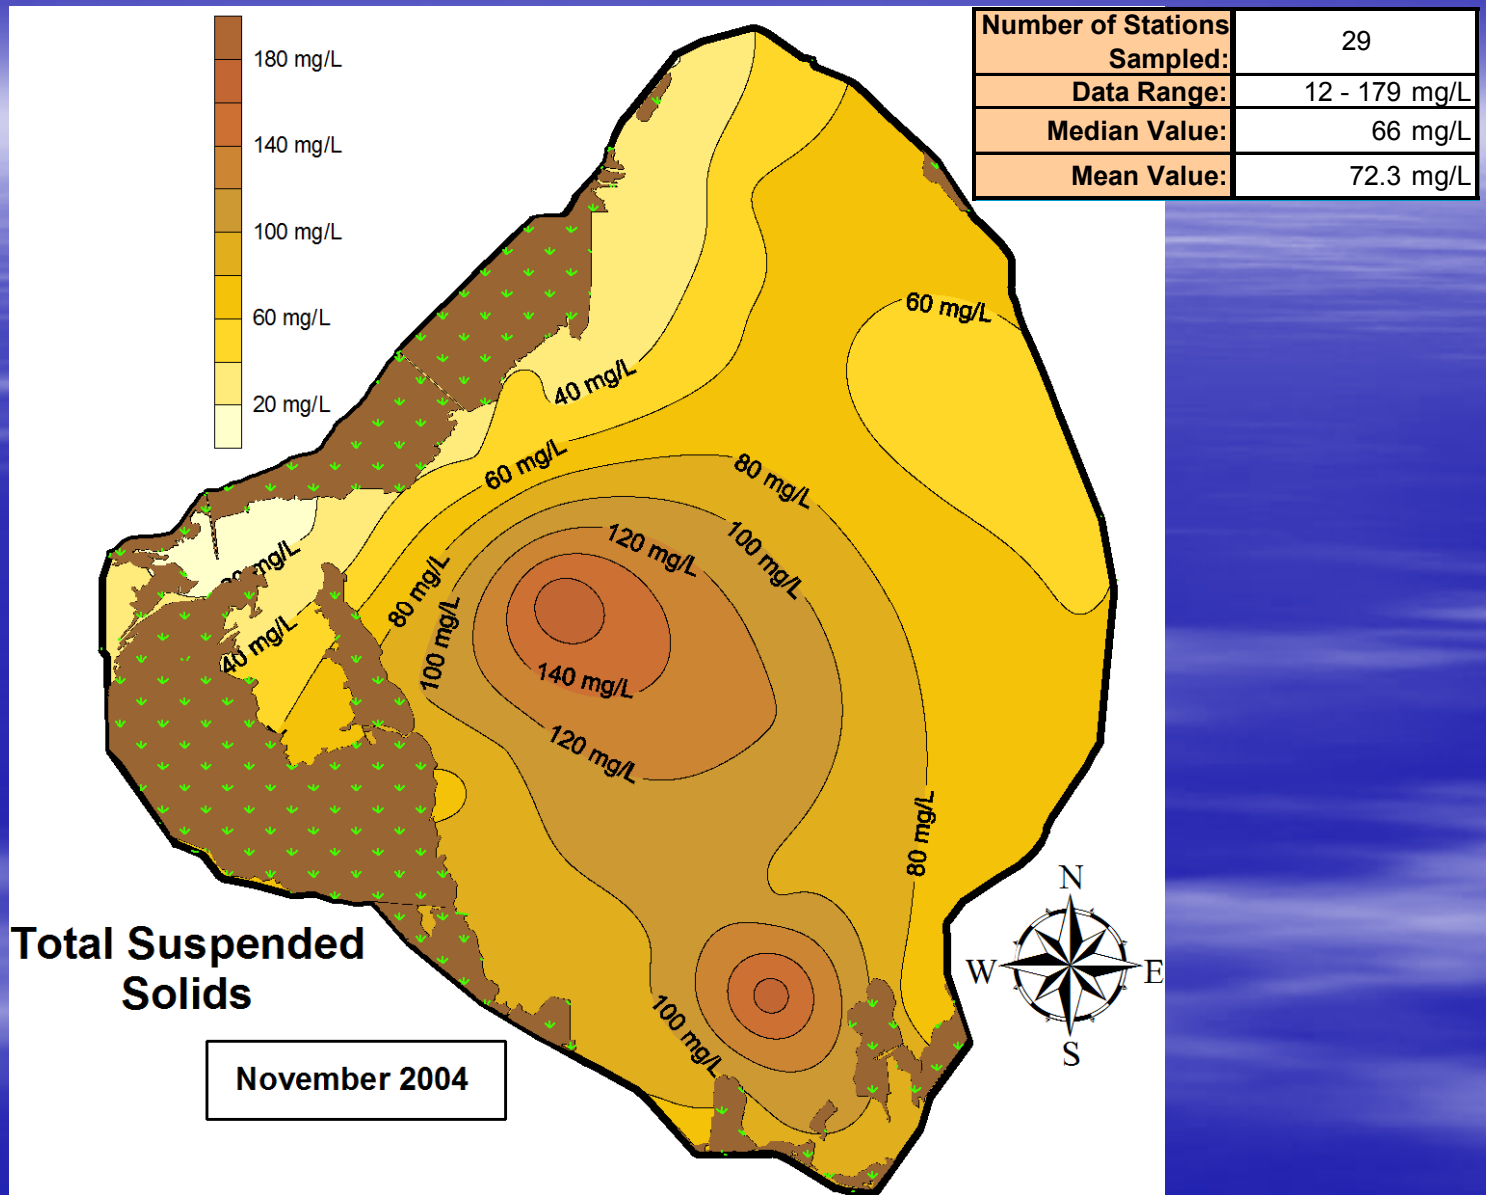 180 mg/L
140 mg/L
100 mg/L
60 mg/L
20 mg/L
Number of Stations
Sampled:
29
Data Range:
12 - 179 mg/L
Median Value:
66 mg/L
Mean Value:
72.3 mg/L
60 mg/L
40 mg/L
60 mg/L
80 mg/L
100 mg/L
120 mg/L
mg/L
80 mg/L
100 mg/L
40 mg/L
140 mg/L
120 mg/L
80 mg/L
100 mg/L
N
W
E
S
Total Suspended
Solids
November 2004